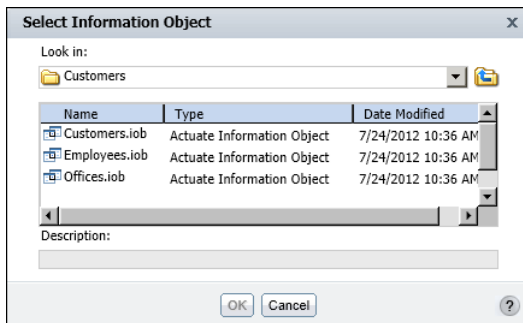 Select Information Object x
Look in:
Customers
Name Type Date Modified
Customers.iob Actuate Information Object 7/24/2012 10:36 AM
Employees.iob Actuate Information Object 7/24/2012 10:36 AM
Offices.iob Actuate Information Object 7/24/2012 10:36 AM
Description:
OK Cancel ?